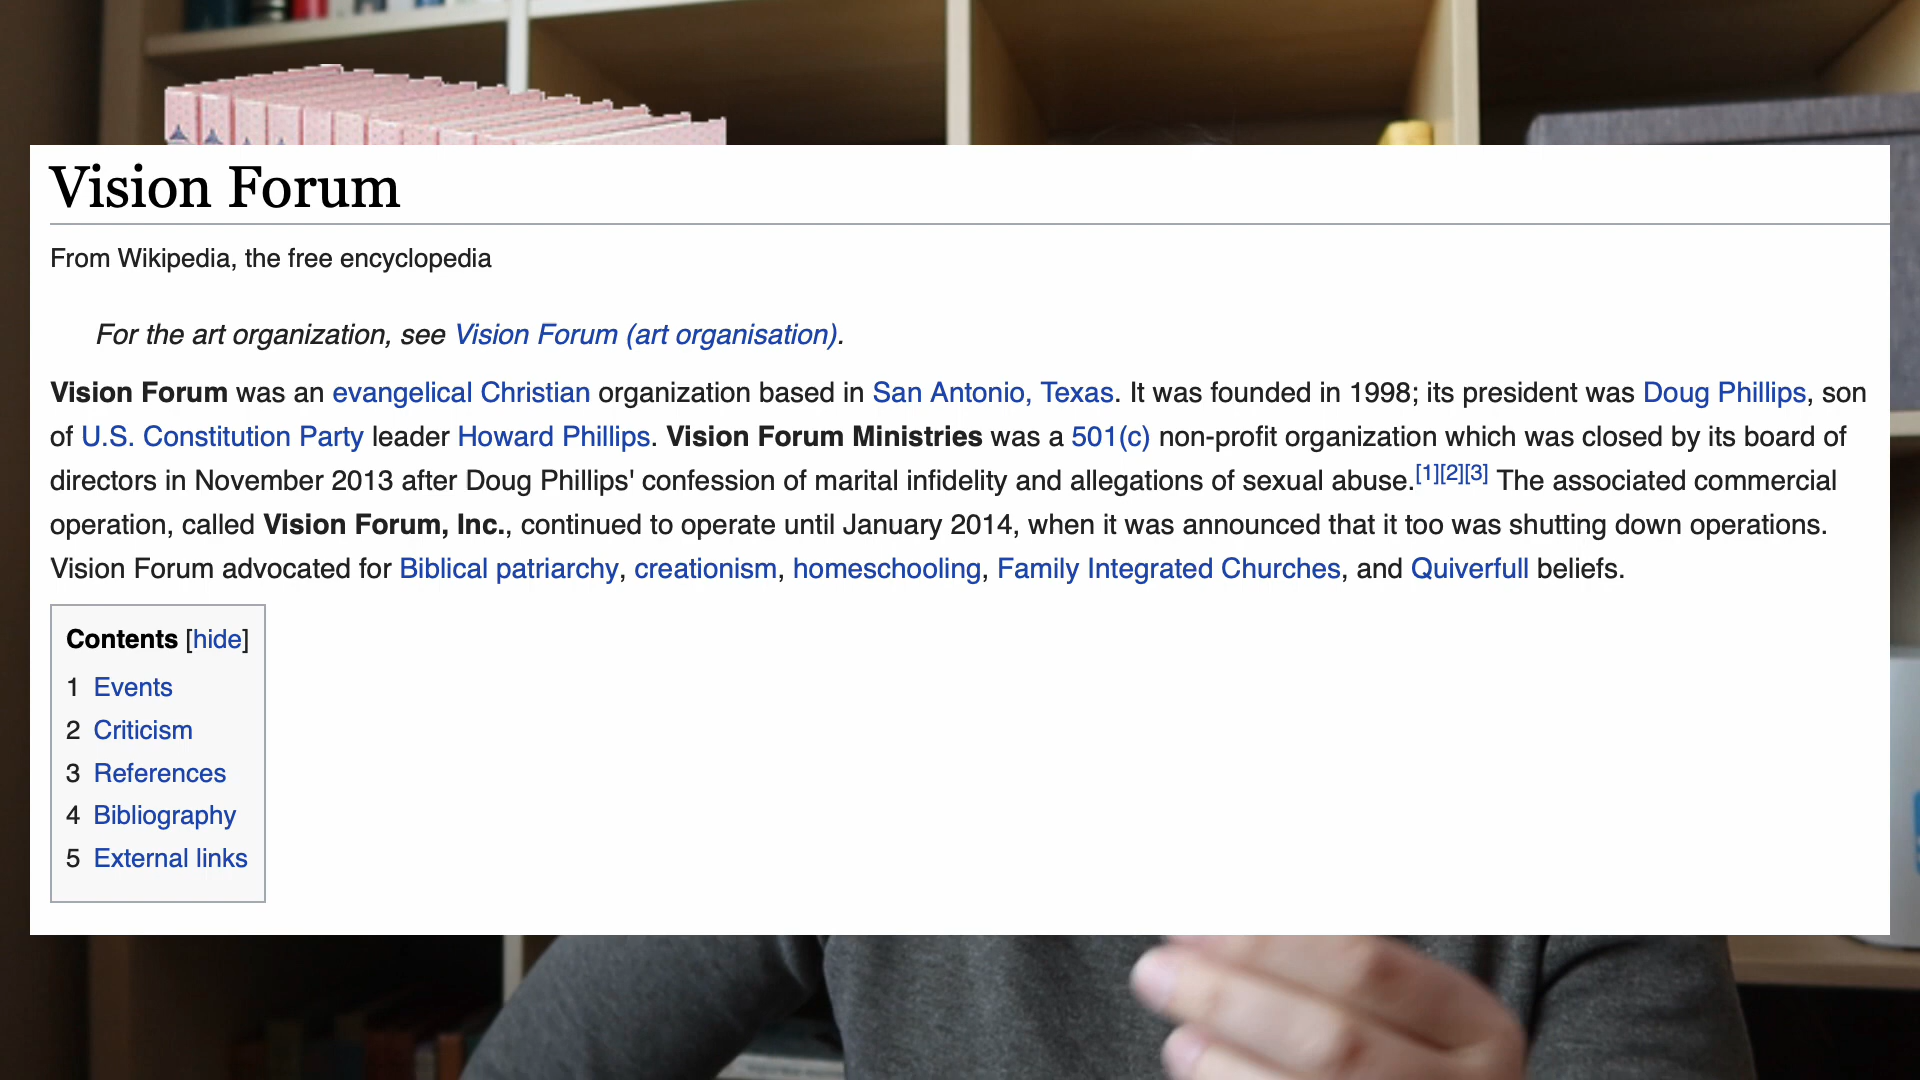 Vision Forum
From Wikipedia, the free encyclopedia
For the art organization, see Vision Forum (art organisation).
Vision Forum was an evangelical Christian organization based in San Antonio, Texas. It was founded in 1998; its president was Doug Phillips, son
of U.S. Constitution Party leader Howard Phillips. Vision Forum Ministries was a 501(c) non-profit organization which was closed by its board of
directors in November 2013 after Doug Phillips' confession of marital infidelity and allegations of sexual abuse.[1][2][3] The associated commercial
operation, called Vision Forum, Inc., continued to operate until January 2014, when it was announced that it too was shutting down operations.
Vision Forum advocated for Biblical patriarchy, creationism, homeschooling, Family Integrated Churches, and Quiverfull beliefs.
Contents [hide]
1 Events
2 Criticism
3 References
4 Bibliography
5 External links